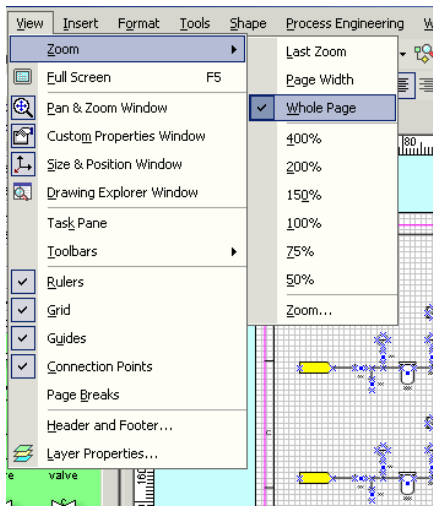 View Insert Format Tools Shape Process Engineering
Zoom
Full Screen F5
Pan & Zoom Window
Custom Properties Window
Size & Position Window
Drawing Explorer Window
Task Pane
Toolbars
Rulers
Grid
Guides
Connection Points
Page Breaks
Header and Footer...
Layer Properties...
Last Zoom
Page Width
Whole Page
400%
200%
150%
100%
75%
50%
Zoom...
80
C
valve